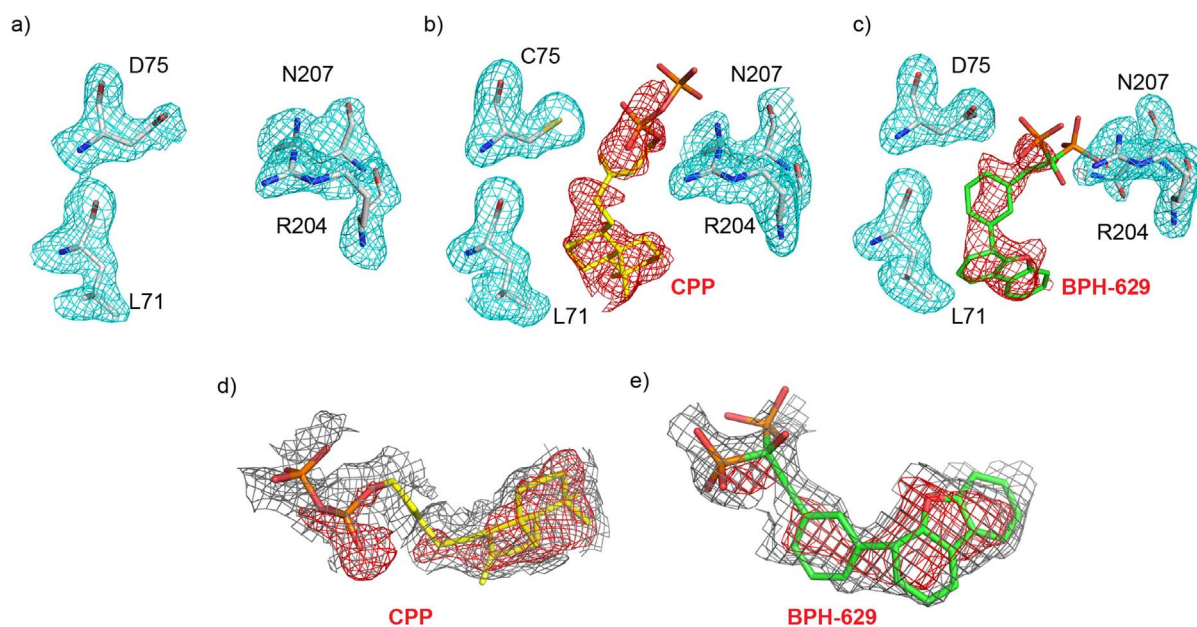 a)
D75
N207
R204
L71
b)
C75
N207
R204
CPP
L71
c)
D75
N207
R204
BPH-629
L71
d)
CPP
e)
BPH-629